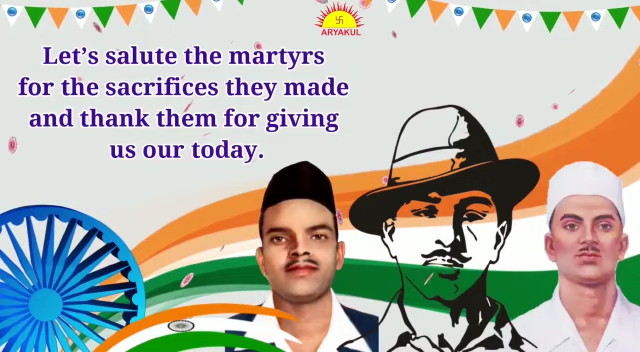 ARYAKUL
Let’s salute the martyrs
for the sacrifices they made
and thank them for giving
us our today.